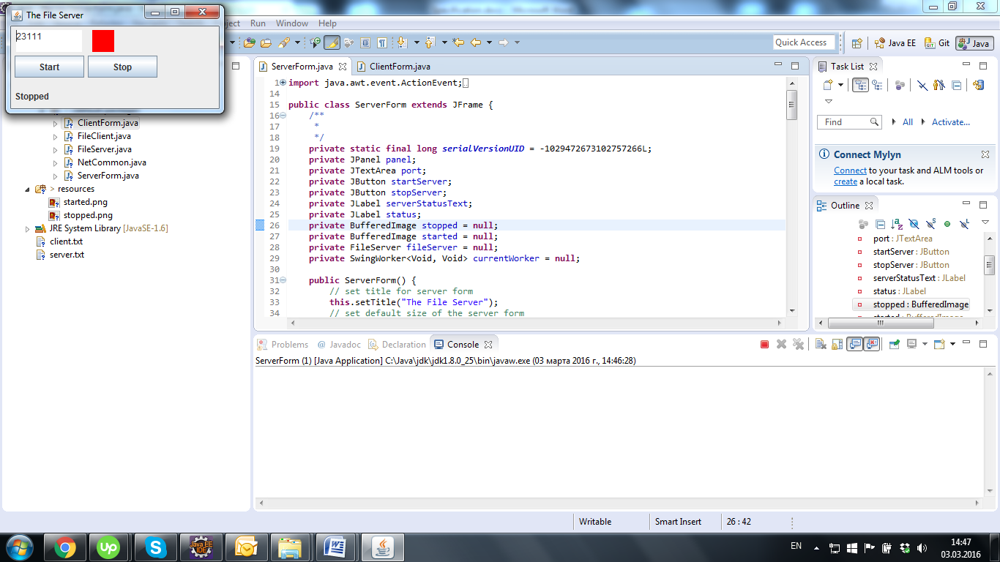 The File Server
23111
Start Stop
Stopped
Run Window Help
Quick Access
Java EE
Git
Java
ClientForm.java
FileClient.java
FileServer.java
NetCommon.java
ServerForm.java
> resources
started.png
stopped.png
JRE System Library [JavaSE-1.6]
client.txt
server.txt
ServerForm.java ClientForm.java
1 import java.awt.event.ActionEvent;
14
15 public class ServerForm extends JFrame {
16 /**
17 *
18 */
19 private static final long serialVersionUID = -1029472673102757266L;
20 private JPanel panel;
21 private JTextArea port;
22 private JButton startServer;
23 private JButton stopServer;
24 private JLabel serverStatusText;
25 private JLabel status;
26 private BufferedImage stopped = null;
27 private BufferedImage started = null;
28 private FileServer fileServer = null;
29 private SwingWorker<Void, Void> currentWorker = null;
30
31 public ServerForm() {
32 // set title for server form
33 this.setTitle("The File Server");
34 // set default size of the server form
Task List
Find
All
Activate...
Connect Mylyn
Connect to your task and ALM tools or
create a local task.
Outline
port : JTextArea
startServer : JButton
stopServer : JButton
serverStatusText : JLabel
status : JLabel
stopped : BufferedImage
started : BufferedImage
Problems @ Javadoc Declaration Console
ServerForm (1) [Java Application] C:\Java\jdk\jdk1.8.0_25\bin\javaw.exe (03 марта 2016 г., 14:46:28)
Writable
Smart Insert
26 : 42
up
Java EE
IDE
EN
14:47
03.03.2016